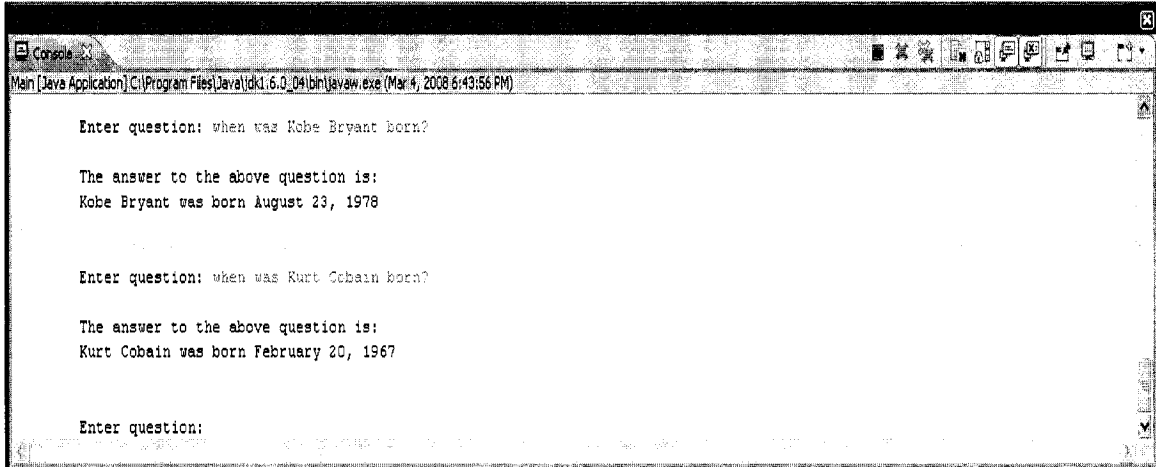 Console
Main [Java Application] C:\Program Files\Java\jdk1.6.0_04\bin\javaw.exe (Mar 4, 2008 6:43:56 PM)
Enter question: when was Kobe Bryant born?
The answer to the above question is:
Kobe Bryant was born August 23, 1978
Enter question: when was Kurt Cobain born?
The answer to the above question is:
Kurt Cobain was born February 20, 1967
Enter question: